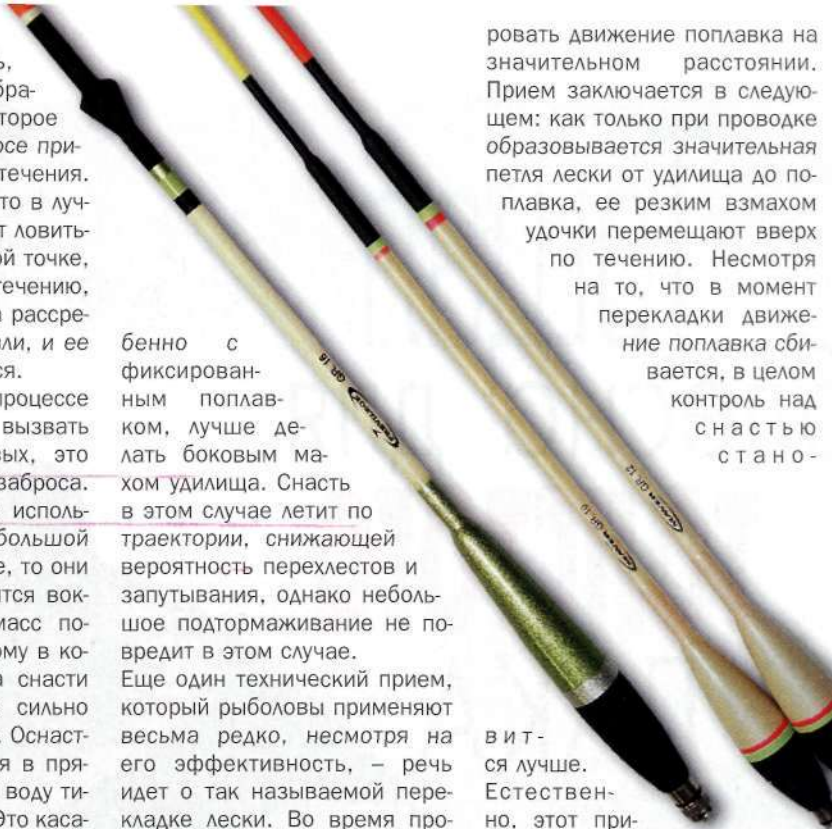 ь,
бра-
торое
осе при-
течения.
то в луч-
т ловить-
й точке,
течению,
рассре-
ли, и ее
ся.
процессе
вызвать
ых, это
заброса.
исполь-
большой
е, то они
тся вок-
масс по-
ому в ко-
а снасти
сильно
Оснаст-
я в пря-
воду ти-
Это каса-
бенно с
фиксирован-
ным поплав-
ком, лучше де-
лать боковым ма-
хом удилища. Снасть
в этом случае летит по
траектории, снижающей
вероятность перехлестов и
запутывания, однако неболь-
шое подтормаживание не по-
вредит в этом случае.
Еще один технический прием,
который рыболовы применяют
весьма редко, несмотря на
его эффективность, – речь
идет о так называемой пере-
кладке лески. Во время про-
ровать движение поплавка на
значительном расстоянии.
Прием заключается в следую-
щем: как только при проводке
образовывается значительная
петля лески от удилища до по-
плавка, ее резким взмахом
удочки перемещают вверх
по течению. Несмотря
на то, что в момент
перекладки движе-
ние поплавка сби-
вается, в целом
контроль над
снастью
стано-
вит-
ся лучше.
Естествен-
но, этот при-
GR 16
GR 10
GR 12